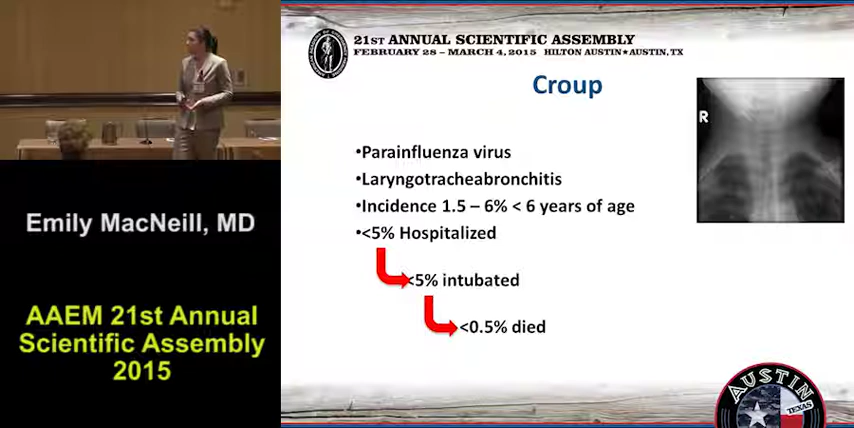 21ST ANNUAL SCIENTIFIC ASSEMBLY
FEBRUARY 28 – MARCH 4, 2015 HILTON AUSTIN★AUSTIN, TX
Croup
R
•Parainfluenza virus
•Laryngotracheabronchitis
•Incidence 1.5 – 6% < 6 years of age
•<5% Hospitalized
<5% intubated
<0.5% died
Emily MacNeill, MD
AAEM 21st Annual
Scientific Assembly
2015
AUSTIN
TEXAS